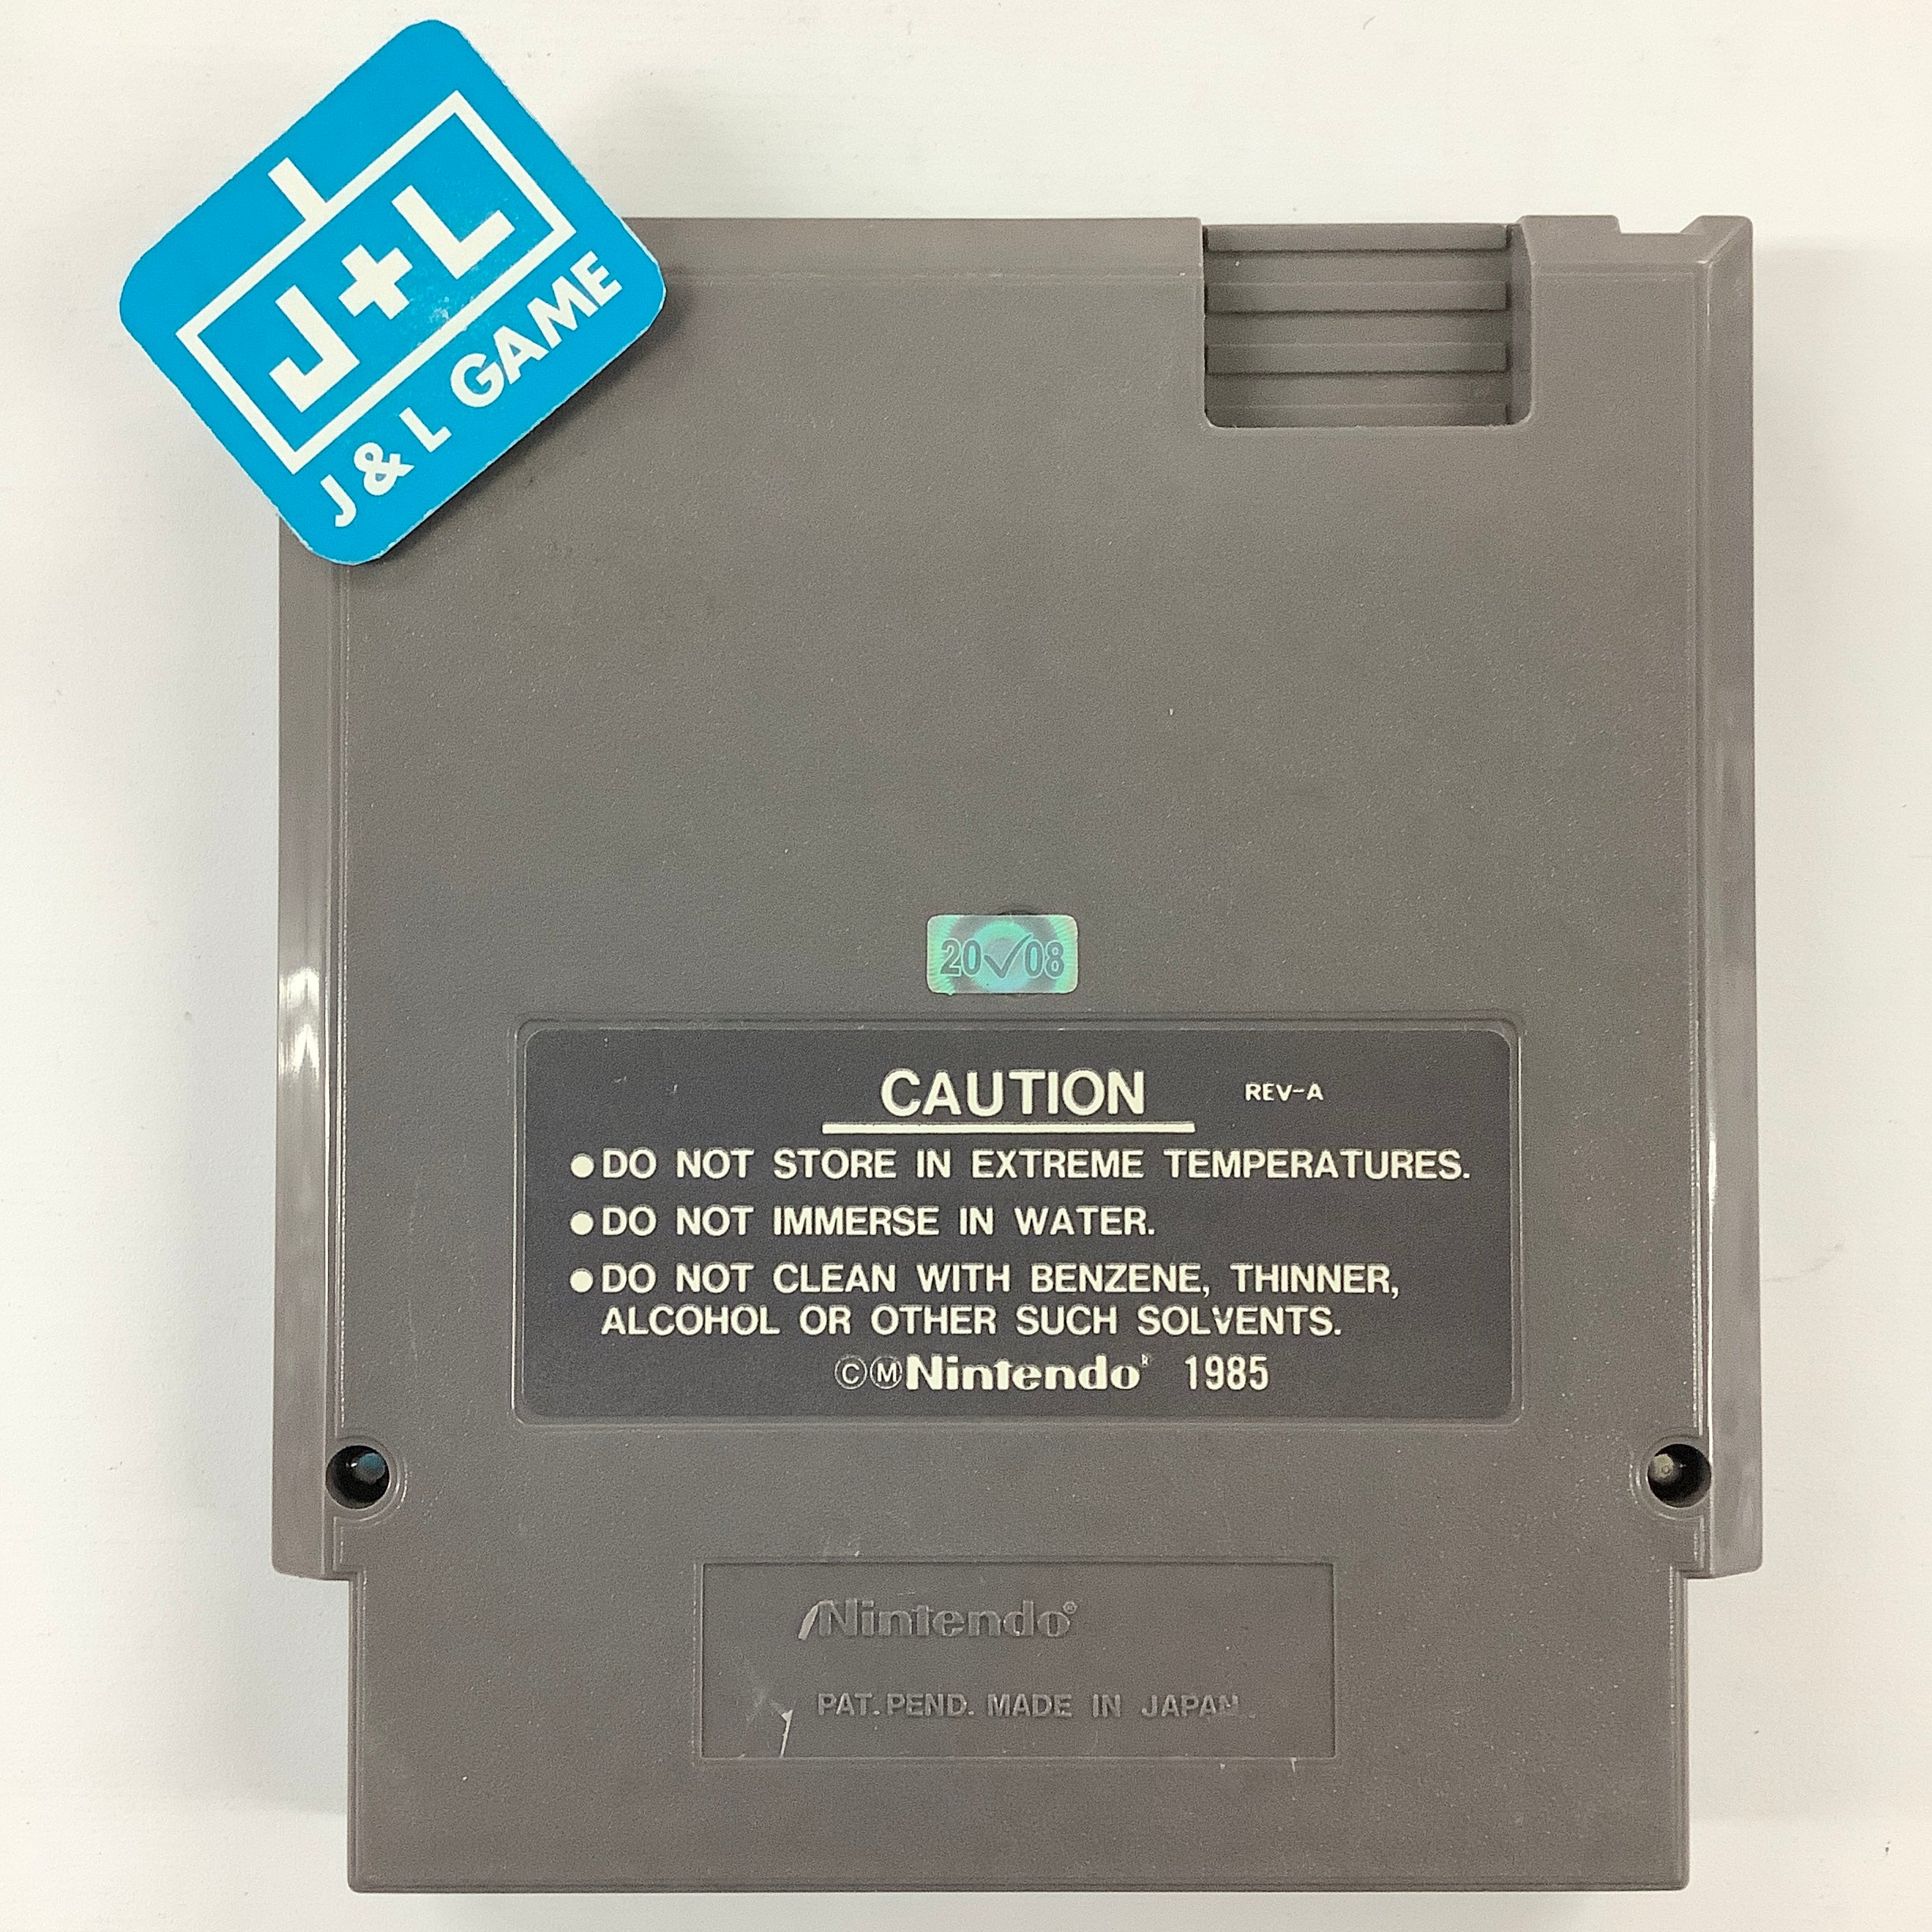 J+L
J & L GAME
20✓08
CAUTION REV-A
●DO NOT STORE IN EXTREME TEMPERATURES.
●DO NOT IMMERSE IN WATER.
●DO NOT CLEAN WITH BENZENE, THINNER,
ALCOHOL OR OTHER SUCH SOLVENTS.
ⒸⓂNintendo® 1985
Nintendo®
PAT. PEND. MADE IN JAPAN